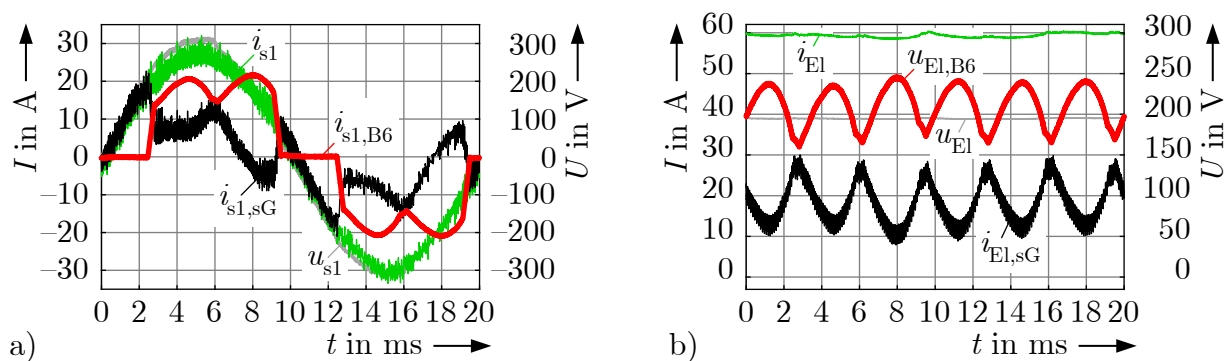 30
20
10
0
–10
–20
–30
I in A
300
200
100
0
–100
–200
–300
U in V
i_s1
i_s1,B6
i_s1,sG
u_s1
0 2 4 6 8 10 12 14 16 18 20
t in ms
a)
60
50
40
30
20
10
0
I in A
300
250
200
150
100
50
0
U in V
i_El
u_El,B6
u_El
i_El,sG
0 2 4 6 8 10 12 14 16 18 20
t in ms
b)